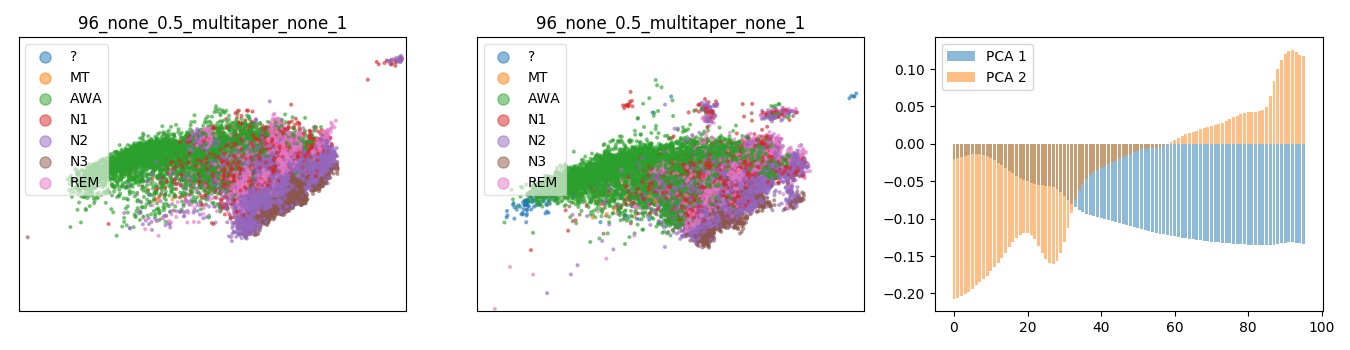 96_none_0.5_multitaper_none_1
?
MT
AWA
N1
N2
N3
REM
96_none_0.5_multitaper_none_1
?
MT
AWA
N1
N2
N3
REM
PCA 1
PCA 2
0.10
0.05
0.00
−0.05
−0.10
−0.15
−0.20
0 20 40 60 80 100